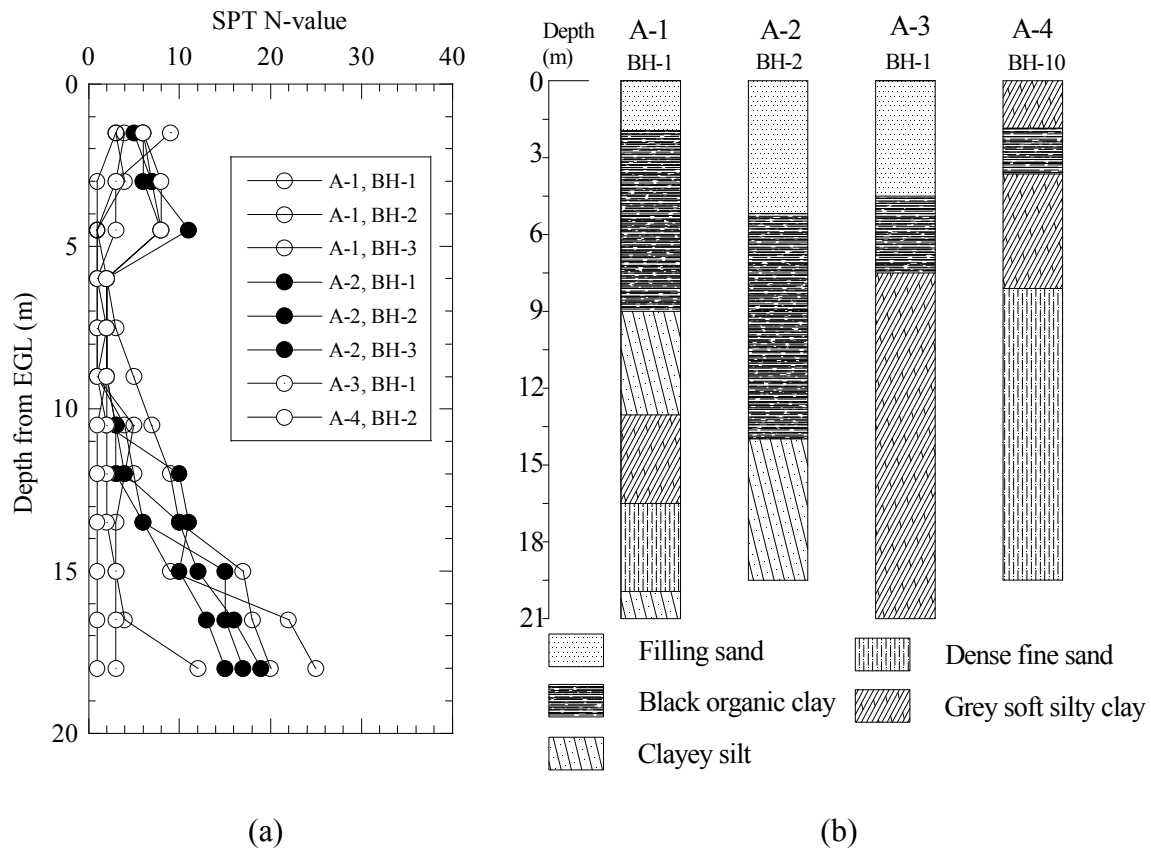 SPT N-value
0 10 20 30 40
0
5
10
15
20
Depth from EGL (m)
A-1, BH-1
A-1, BH-2
A-1, BH-3
A-2, BH-1
A-2, BH-2
A-2, BH-3
A-3, BH-1
A-4, BH-2
(a)
Depth A-1 A-2 A-3 A-4
(m) BH-1 BH-2 BH-1 BH-10
0
3
6
9
12
15
18
21
Filling sand
Dense fine sand
Black organic clay
Grey soft silty clay
Clayey silt
(b)